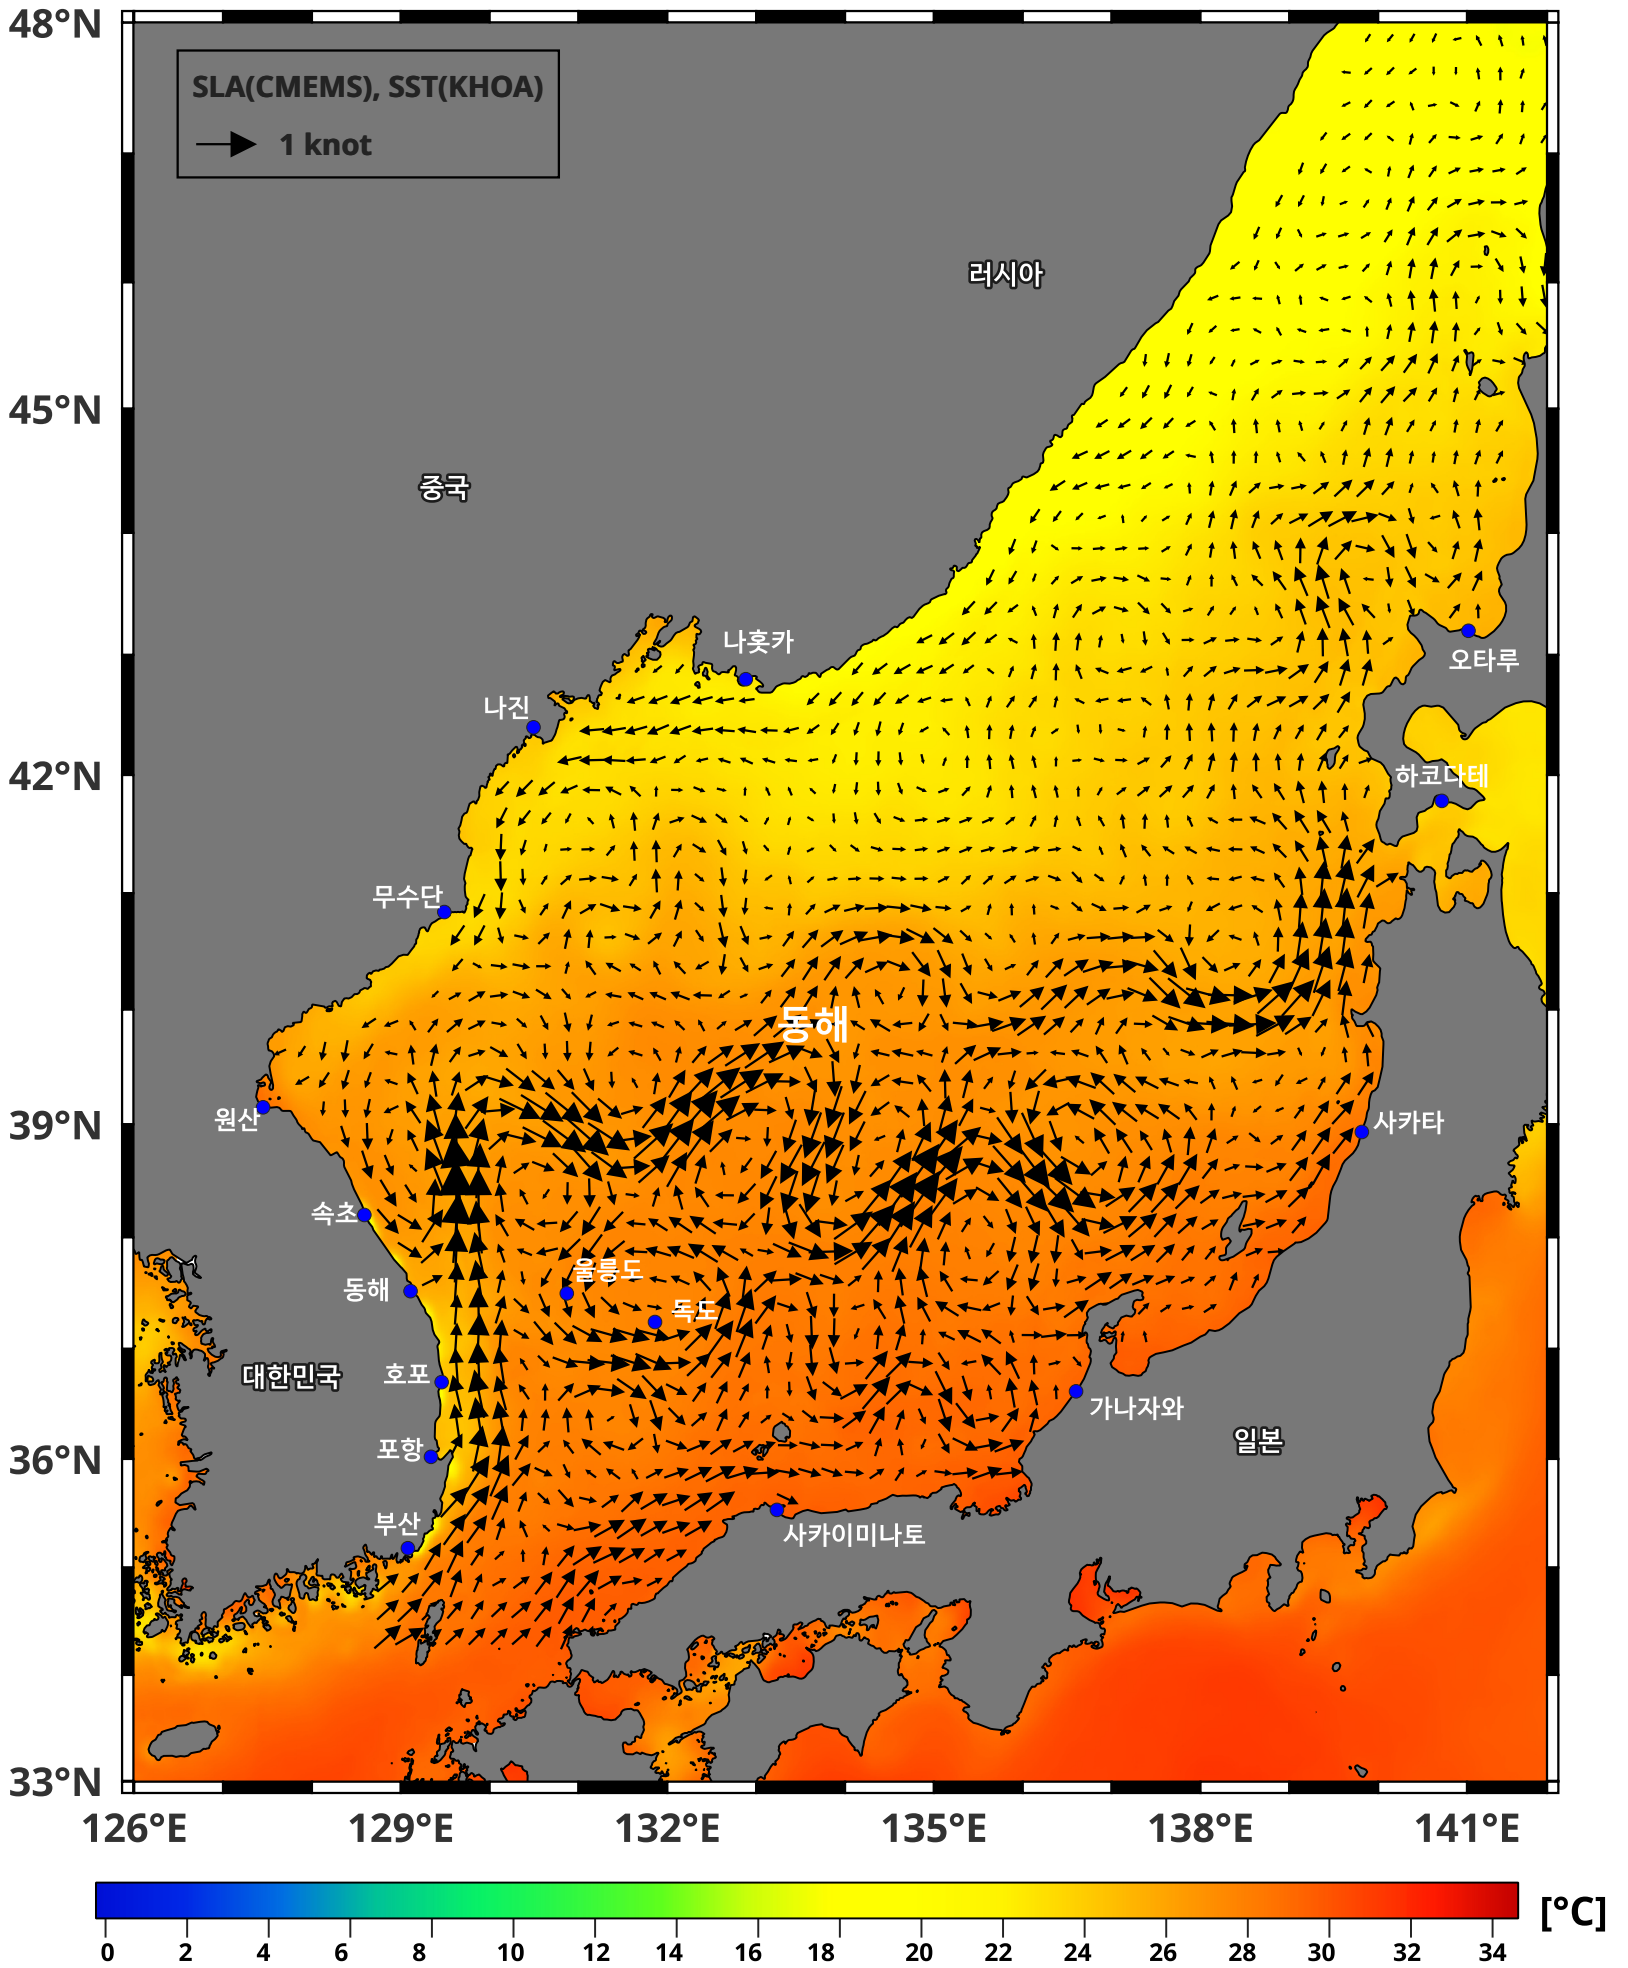 48°N
SLA(CMEMS), SST(KHOA)
1 knot
러시아
45°N
중국
나홋카
오타루
나진
42°N
하코다테
무수단
동해
39°N
원산
사카타
속초
울릉도
동해
독도
대한민국
호포
가나자와
일본
포항
36°N
부산
사카이미나토
33°N
126°E 129°E 132°E 135°E 138°E 141°E
[°C]
0 2 4 6 8 10 12 14 16 18 20 22 24 26 28 30 32 34